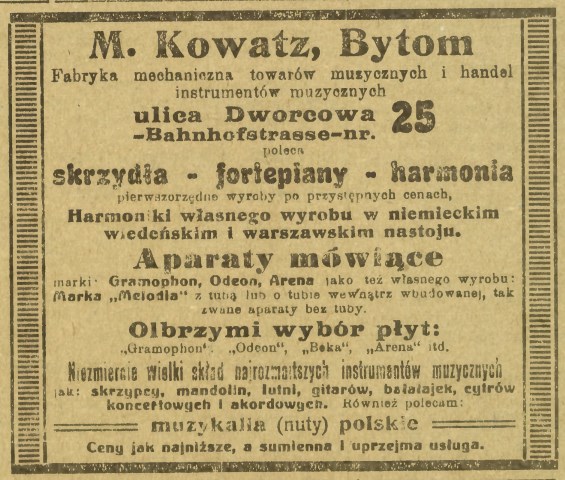 M. Kowatz, Bytom
Fabryka mechaniczna towarów muzycznych i handel
instrumentów muzycznych
ulica Dworcowa 25
-Bahnhofstrasse-nr.
poleca
skrzydła - fortepiany - harmonia
pierwszorzędne wyroby po przystępnych cenach,
Harmoniki własnego wyrobu w niemieckim
wiedeńskim i warszawskim nastoju.
Aparaty mówiące
marki: Gramophon, Odeon, Arena jako też własnego wyrobu:
Marka „Melodia" z tubą lub o tubie wewnątrz wbudowanej, tak
zwane aparaty bez tuby.
Olbrzymi wybór płyt:
„Gramophon", „Odeon", „Beka", „Arena" itd.
Niezmiernie wielki skład najrozmaitszych instrumentów muzycznych
jak: skrzypcy, mandolin, lutni, gitarów, bałałajek, cytrów
koncertowych i akordowych. Również polecam:
muzykalia (nuty) polskie
Ceny jak najniższe, a sumienna i uprzejma usługa.